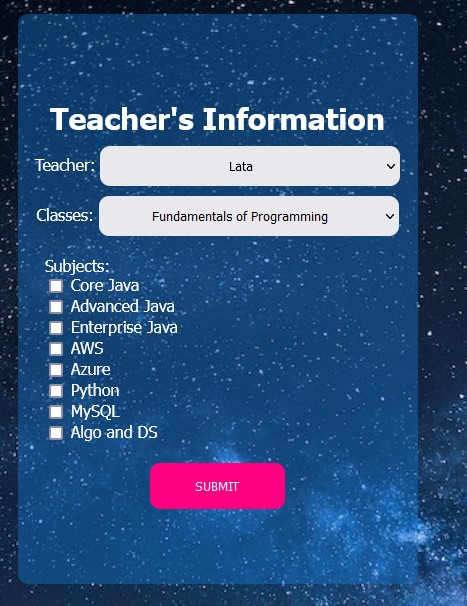 Teacher's Information
Teacher: Lata
Classes: Fundamentals of Programming
Subjects:
Core Java
Advanced Java
Enterprise Java
AWS
Azure
Python
MySQL
Algo and DS
SUBMIT